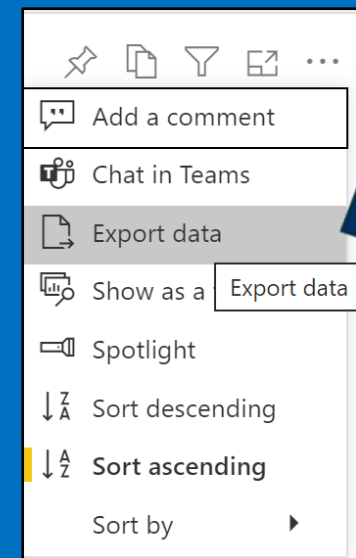 Add a comment
Chat in Teams
Export data
Show as a
Export data
Spotlight
Sort descending
Sort ascending
Sort by